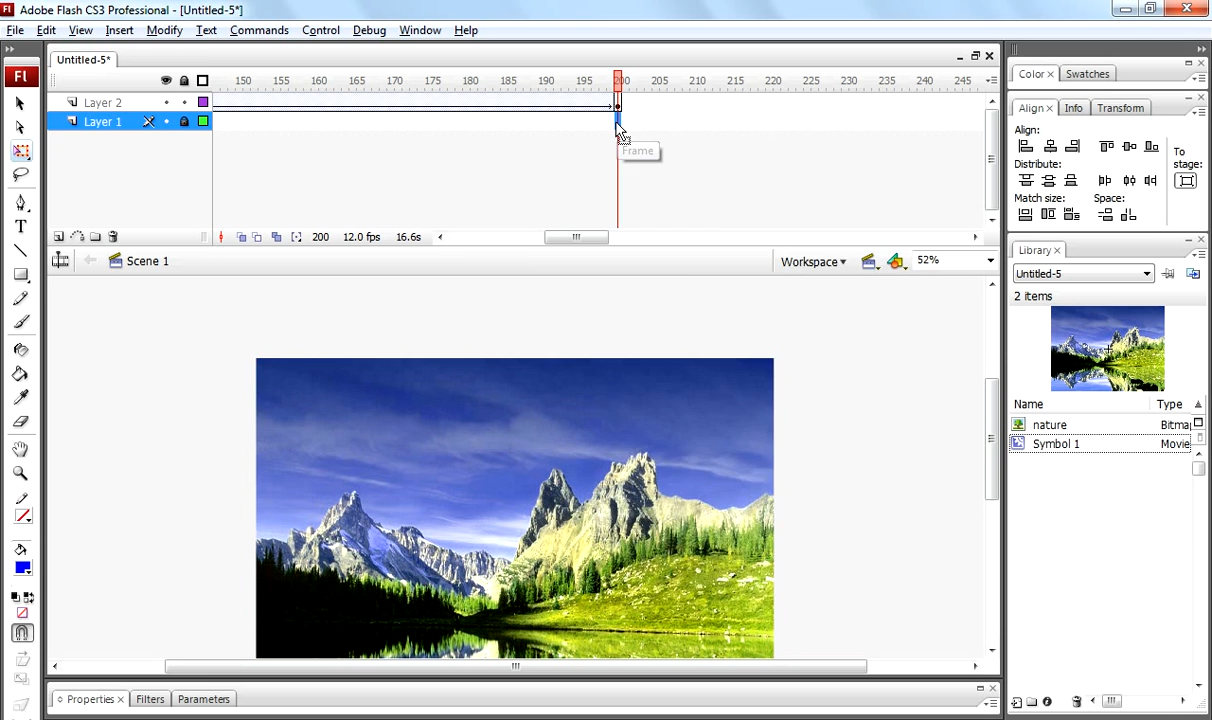 Fl Adobe Flash CS3 Professional - [Untitled-5*]
File Edit View Insert Modify Text Commands Control Debug Window Help
Fl
Untitled-5*
150 155 160 165 170 175 180 185 190 195 200 205 210 215 220 225 230 235 240 245
Layer 2
Layer 1
Frame
200 12.0 fps 16.6s
Scene 1
Workspace
52%
Properties Filters Parameters
Color Swatches
Align Info Transform
Align:
To
stage:
Distribute:
Match size: Space:
Library
Untitled-5
2 items
Name Type
nature Bitma
Symbol 1 Movie